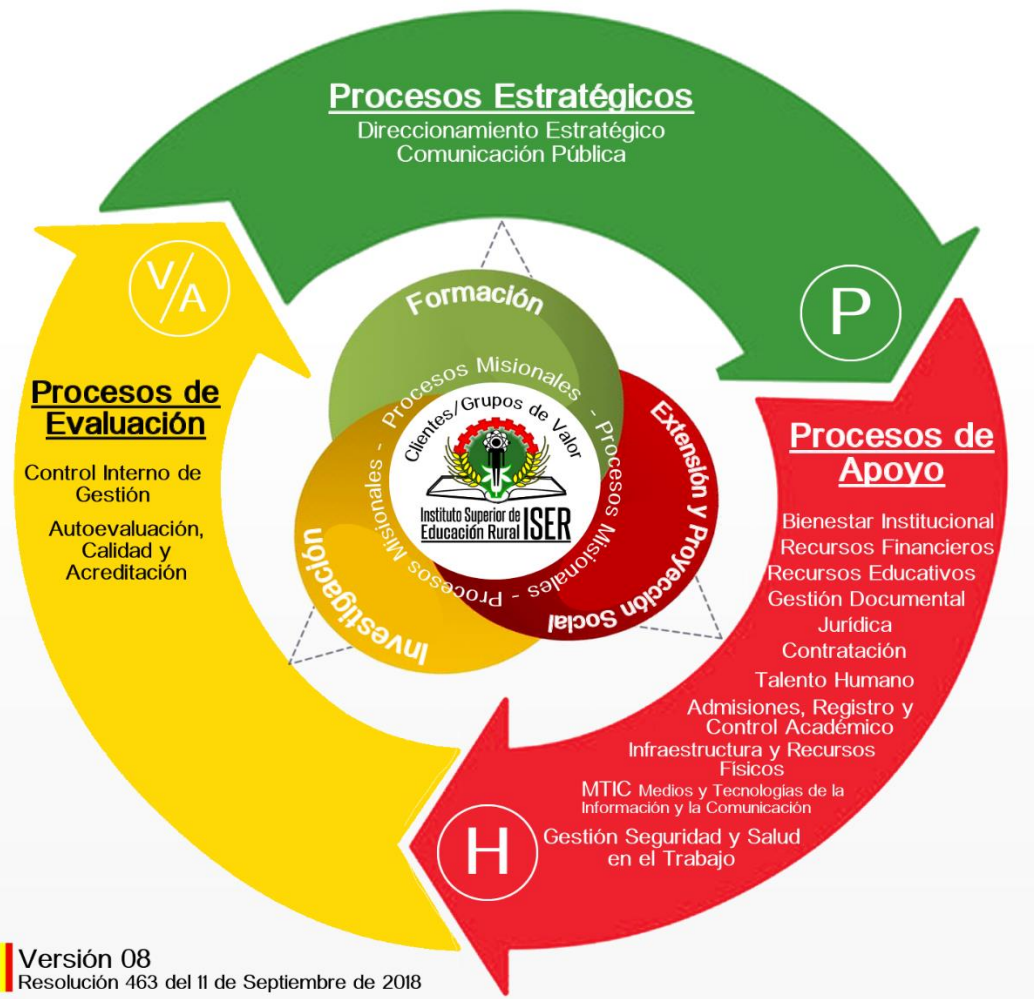 Procesos Estratégicos
Direccionamiento Estratégico
Comunicación Pública
P
V/A
Procesos de
Evaluación
Control Interno de
Gestión
Autoevaluación,
Calidad y
Acreditación
Formación
Procesos Misionales - Procesos Misionales - Procesos Misionales -
Clientes/Grupos de Valor
Instituto Superior de
Educación Rural ISER
Investigación
Extensión y Proyección Social
Procesos de
Apoyo
Bienestar Institucional
Recursos Financieros
Recursos Educativos
Gestión Documental
Jurídica
Contratación
Talento Humano
Admisiones, Registro y
Control Académico
Infraestructura y Recursos
Físicos
MTIC Medios y Tecnologías de la
Información y la Comunicación
Gestión Seguridad y Salud
en el Trabajo
H
Versión 08
Resolución 463 del 11 de Septiembre de 2018